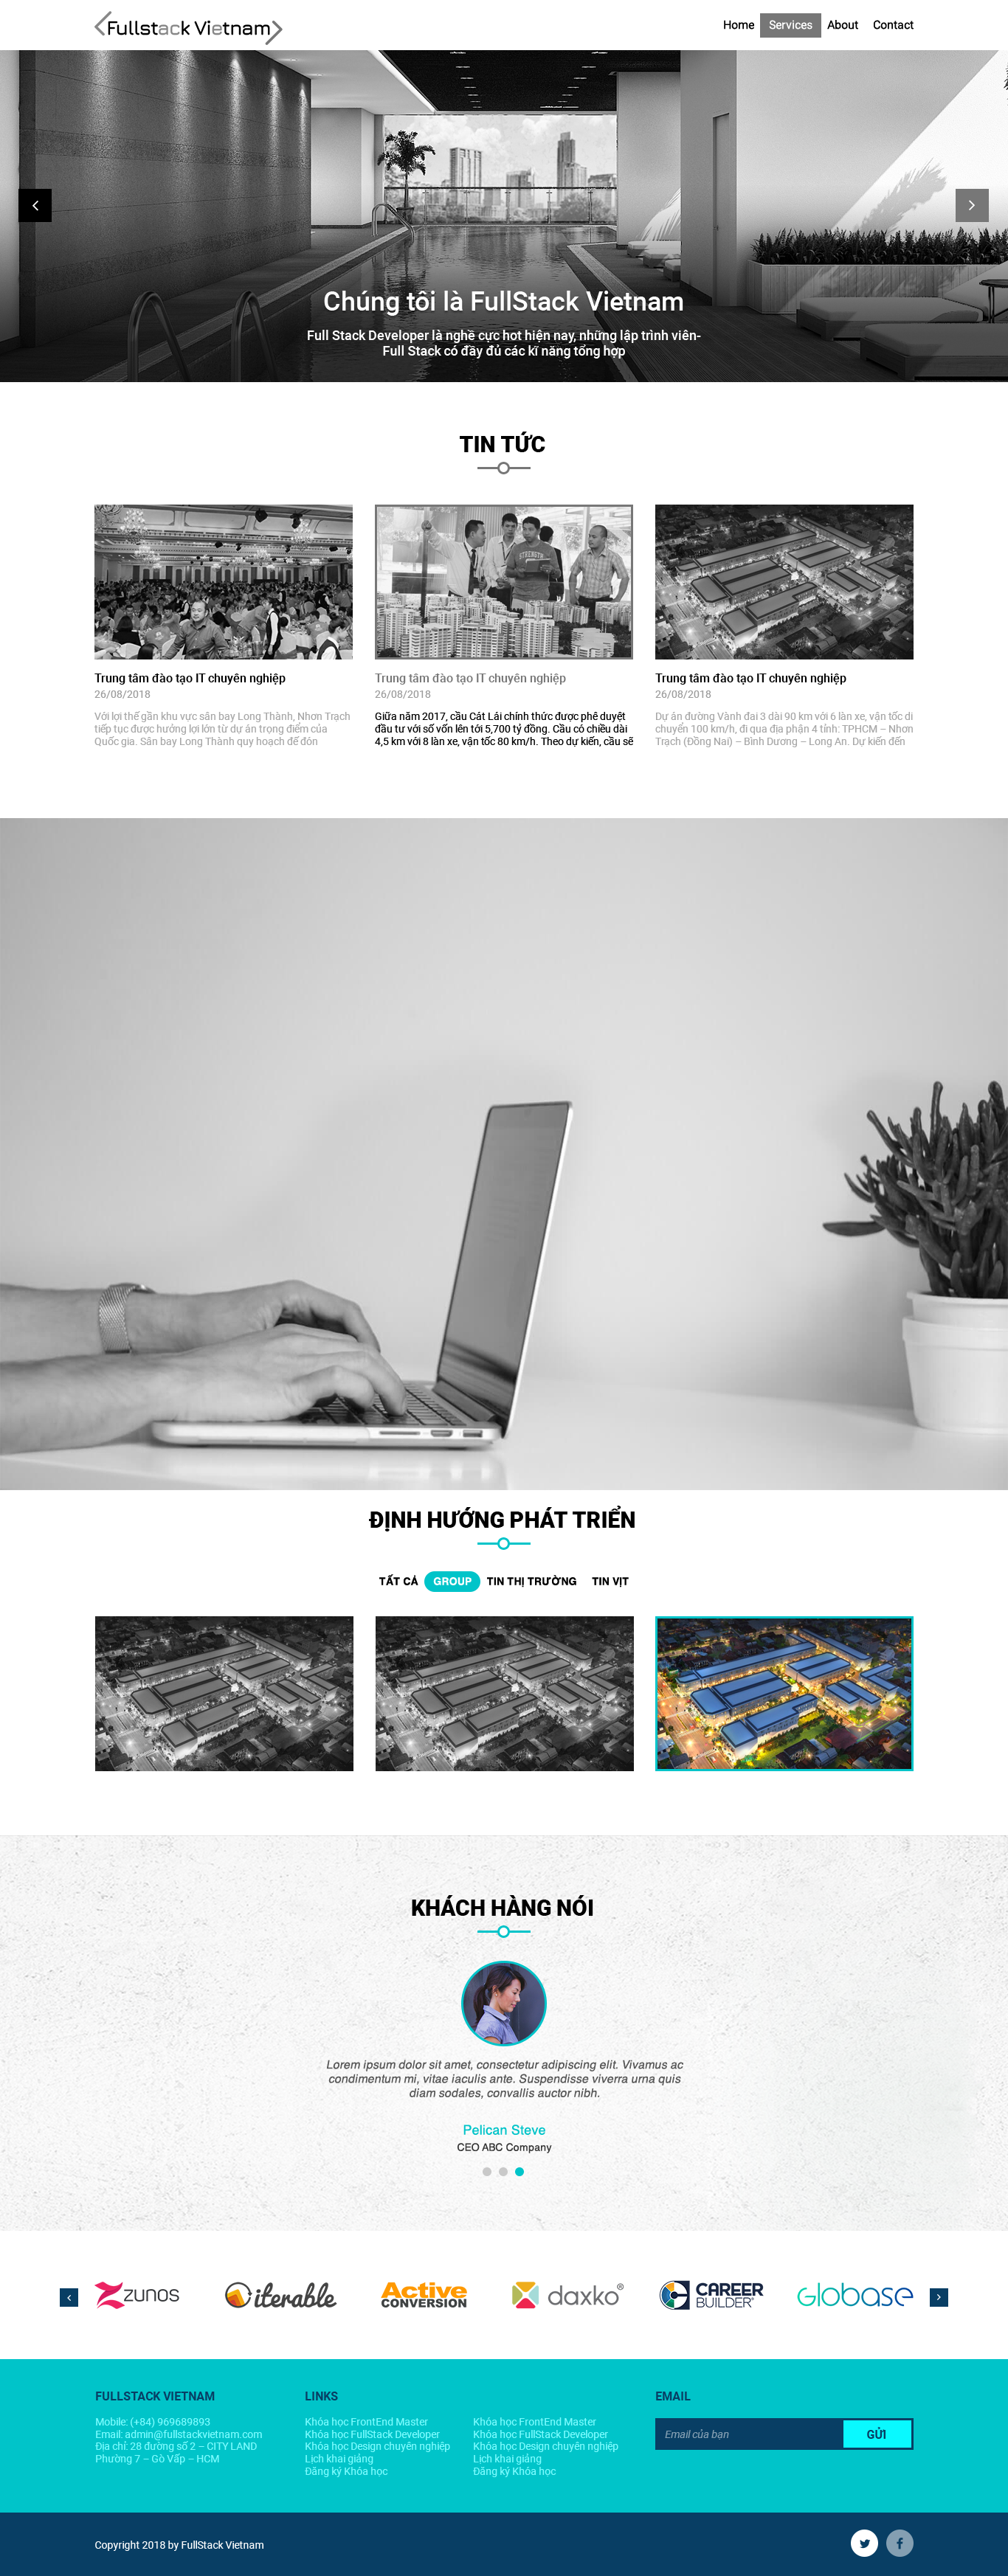 Fullstack Vietnam
Home Services About Contact
Chúng tôi là FullStack Vietnam
Full Stack Developer là nghề cực hot hiện nay, những lập trình viên-
Full Stack có đầy đủ các kĩ năng tổng hợp
TIN TỨC
Trung tâm đào tạo IT chuyên nghiệp
26/08/2018
Với lợi thế gần khu vực sân bay Long Thành, Nhơn Trạch
tiếp tục được hưởng lợi lớn từ dự án trọng điểm của
Quốc gia. Sân bay Long Thành quy hoạch để đón
STRENGTH
Trung tâm đào tạo IT chuyên nghiệp
26/08/2018
Giữa năm 2017, cầu Cát Lái chính thức được phê duyệt
đầu tư với số vốn lên tới 5,700 tỷ đồng. Cầu có chiều dài
4,5 km với 8 làn xe, vận tốc 80 km/h. Theo dự kiến, cầu sẽ
Trung tâm đào tạo IT chuyên nghiệp
26/08/2018
Dự án đường Vành đai 3 dài 90 km với 6 làn xe, vận tốc di
chuyển 100 km/h, đi qua địa phận 4 tỉnh: TPHCM – Nhơn
Trạch (Đồng Nai) – Bình Dương – Long An. Dự kiến đến
ĐỊNH HƯỚNG PHÁT TRIỂN
TẤT CẢ GROUP TIN THỊ TRƯỜNG TIN VỊT
KHÁCH HÀNG NÓI
Lorem ipsum dolor sit amet, consectetur adipiscing elit. Vivamus ac
condimentum mi, vitae iaculis ante. Suspendisse viverra urna quis
diam sodales, convallis auctor nibh.
Pelican Steve
CEO ABC Company
ZUNOS
iterable
Active
CONVERSION
daxko®
CAREER
BUILDER®
Globase
FULLSTACK VIETNAM
Mobile: (+84) 969689893
Email: admin@fullstackvietnam.com
Địa chỉ: 28 đường số 2 – CITY LAND
Phường 7 – Gò Vấp – HCM
LINKS
Khóa học FrontEnd Master
Khóa học FullStack Developer
Khóa học Design chuyên nghiệp
Lịch khai giảng
Đăng ký Khóa học
Khóa học FrontEnd Master
Khóa học FullStack Developer
Khóa học Design chuyên nghiệp
Lịch khai giảng
Đăng ký Khóa học
EMAIL
Email của bạn GỬI
Copyright 2018 by FullStack Vietnam